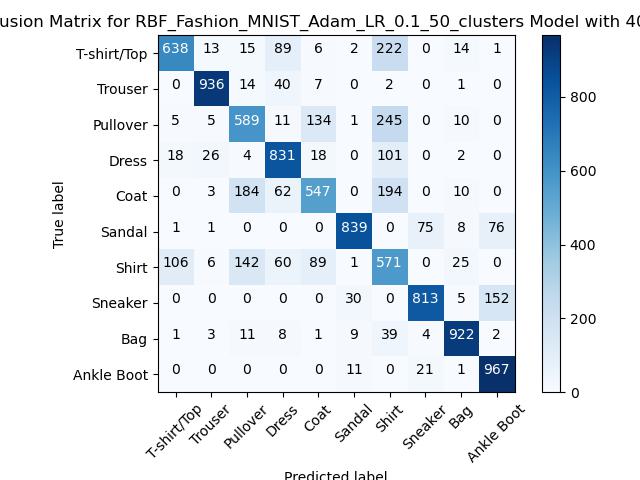 usion Matrix for RBF_Fashion_MNIST_Adam_LR_0.1_50_clusters Model with 40
T-shirt/Top 638 13 15 89 6 2 222 0 14 1
Trouser 0 936 14 40 7 0 2 0 1 0
Pullover 5 5 589 11 134 1 245 0 10 0
Dress 18 26 4 831 18 0 101 0 2 0
Coat 0 3 184 62 547 0 194 0 10 0
Sandal 1 1 0 0 0 839 0 75 8 76
Shirt 106 6 142 60 89 1 571 0 25 0
Sneaker 0 0 0 0 0 30 0 813 5 152
Bag 1 3 11 8 1 9 39 4 922 2
Ankle Boot 0 0 0 0 0 11 0 21 1 967
T-shirt/Top Trouser Pullover Dress Coat Sandal Shirt Sneaker Bag Ankle Boot
Predicted label
True label
800
600
400
200
0